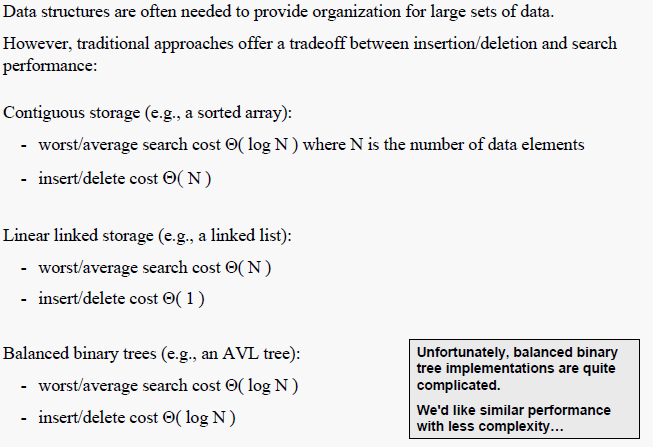 Data structures are often needed to provide organization for large sets of data.
However, traditional approaches offer a tradeoff between insertion/deletion and search
performance:
Contiguous storage (e.g., a sorted array):
- worst/average search cost Θ( log N ) where N is the number of data elements
- insert/delete cost Θ( N )
Linear linked storage (e.g., a linked list):
- worst/average search cost Θ( N )
- insert/delete cost Θ( 1 )
Balanced binary trees (e.g., an AVL tree):
- worst/average search cost Θ( log N )
- insert/delete cost Θ( log N )
Unfortunately, balanced binary
tree implementations are quite
complicated.
We'd like similar performance
with less complexity…